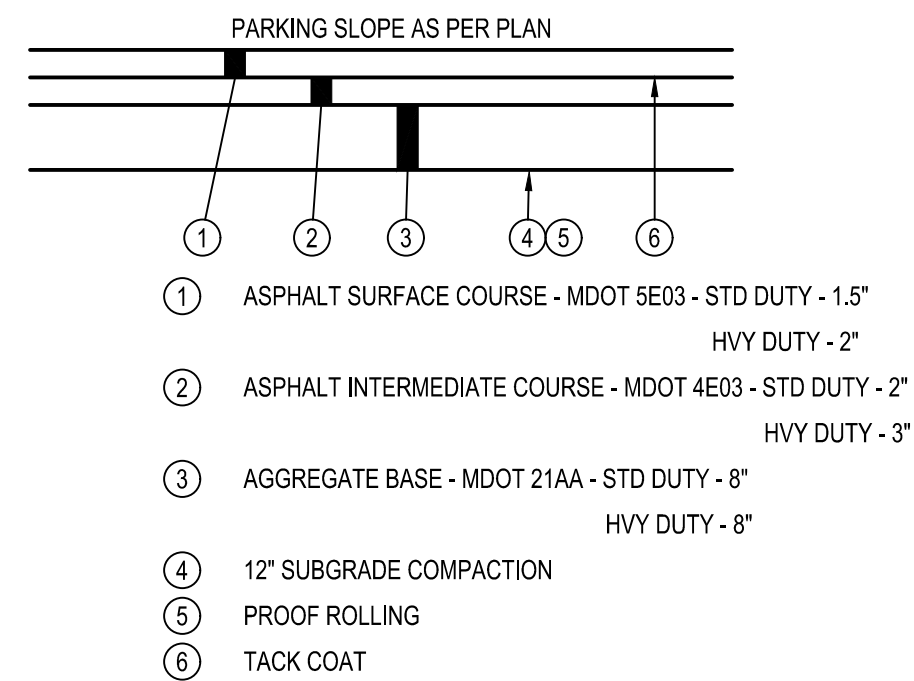 PARKING SLOPE AS PER PLAN
1 2 3 4 5 6
1 ASPHALT SURFACE COURSE - MDOT 5E03 - STD DUTY - 1.5"
HVY DUTY - 2"
2 ASPHALT INTERMEDIATE COURSE - MDOT 4E03 - STD DUTY - 2"
HVY DUTY - 3"
3 AGGREGATE BASE - MDOT 21AA - STD DUTY - 8"
HVY DUTY - 8"
4 12" SUBGRADE COMPACTION
5 PROOF ROLLING
6 TACK COAT